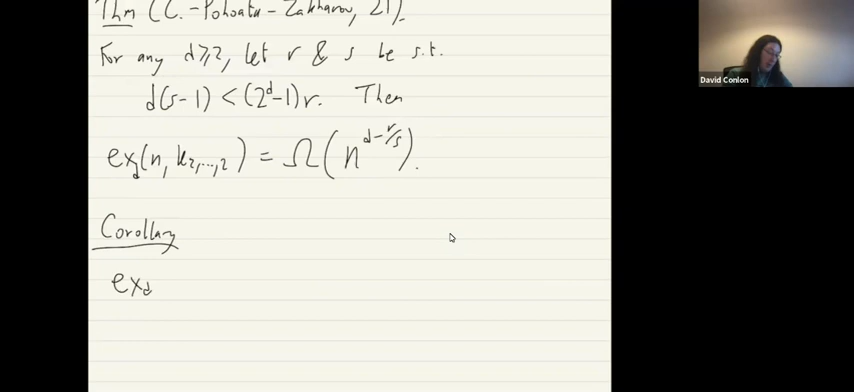 Thm (C.-Pohoata-Zakharov, 21).
For any d≥2, let r & s be s.t.
d(s-1) < (2^d-1)r. Then
ex_d(n, K_{2,...,2}) = Ω(n^{d-r/s}).
Corollary
ex_d
David Conlon